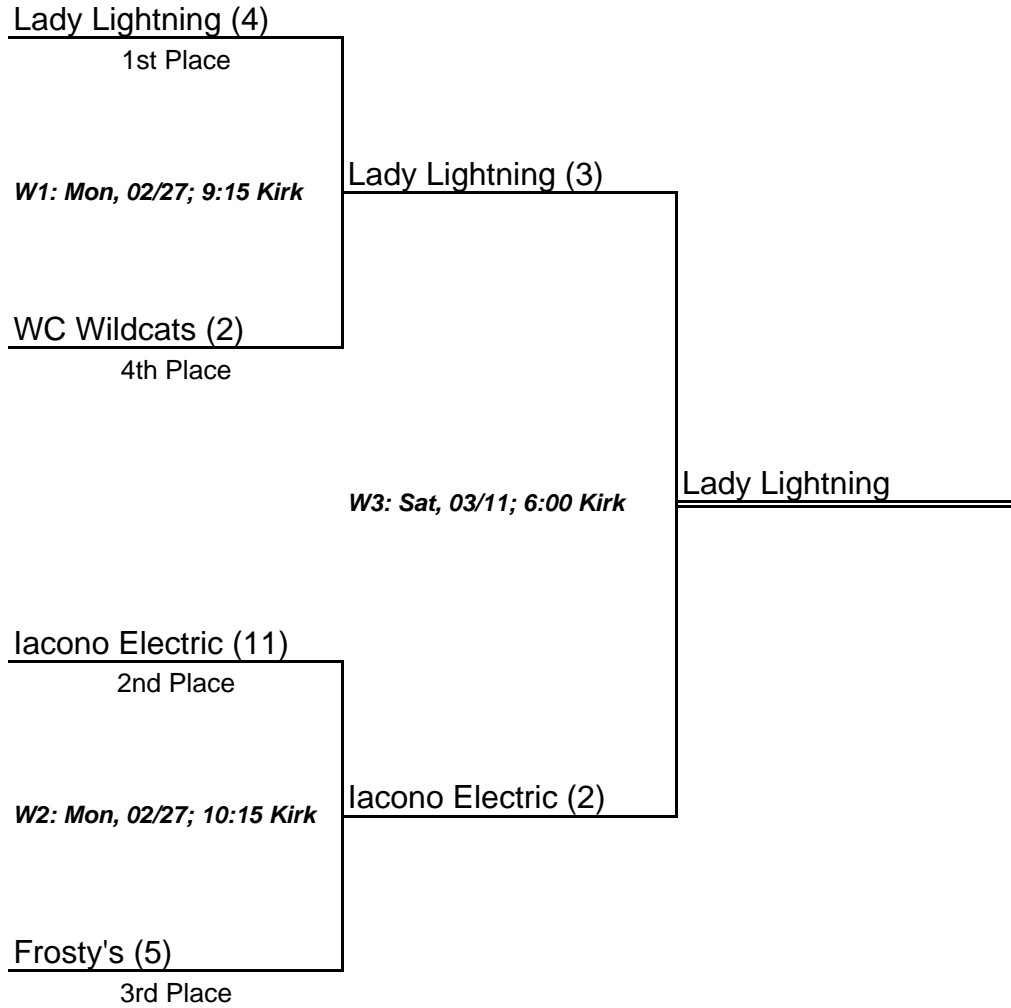 Lady Lightning (4)
1st Place
W1: Mon, 02/27; 9:15 Kirk
Lady Lightning (3)
WC Wildcats (2)
4th Place
W3: Sat, 03/11; 6:00 Kirk
Lady Lightning
Iacono Electric (11)
2nd Place
W2: Mon, 02/27; 10:15 Kirk
Iacono Electric (2)
Frosty's (5)
3rd Place